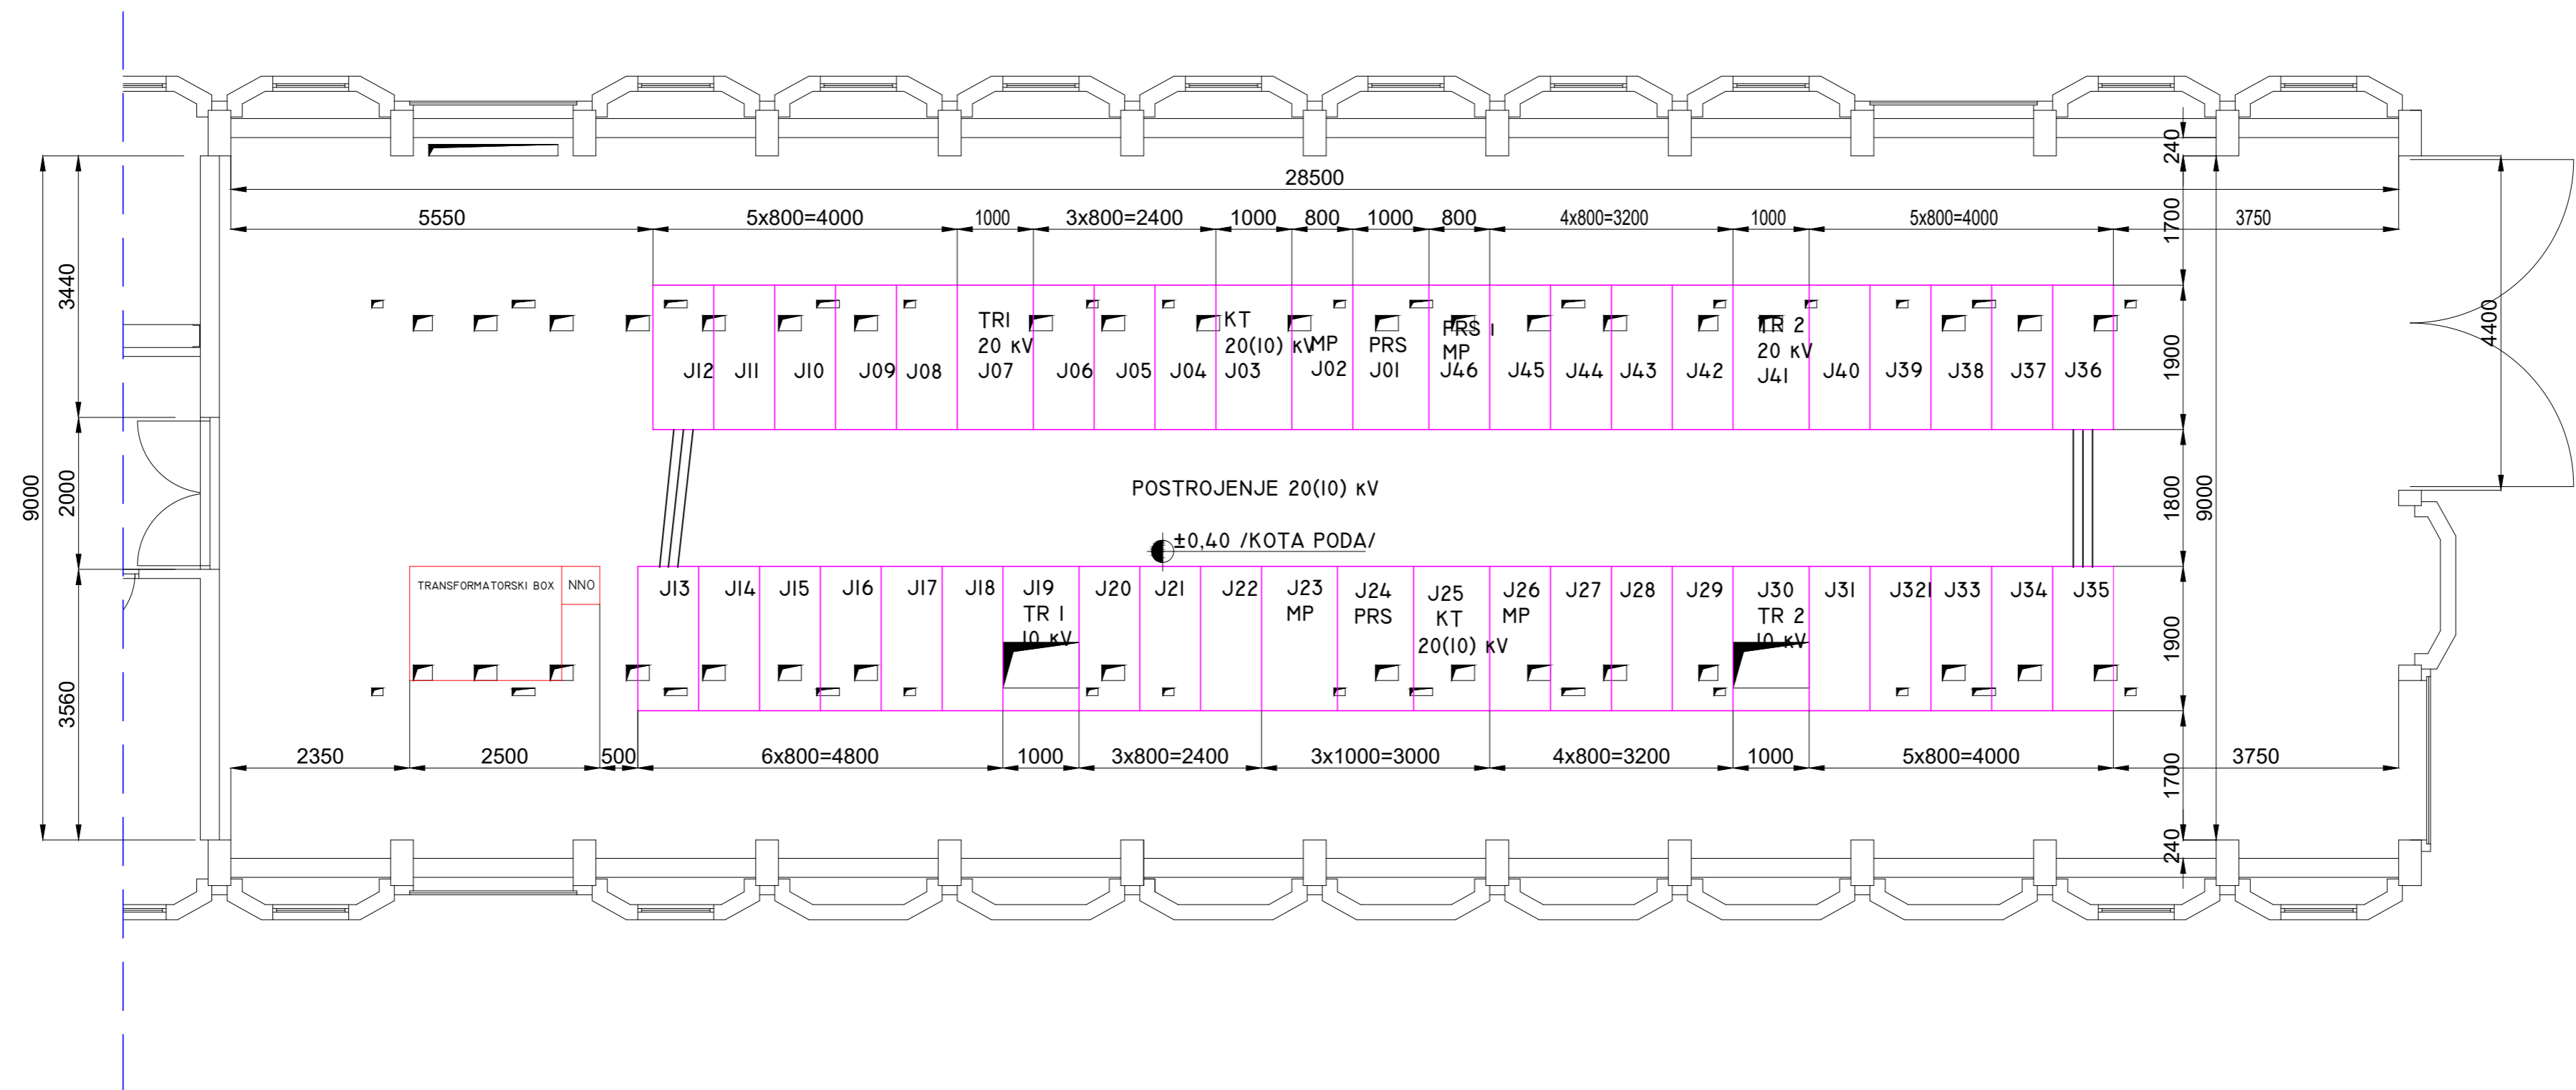 240
28500
5550 5x800=4000 1000 3x800=2400 1000 800 1000 800 4x800=3200 1000 5x800=4000 3750
1700
3440
4400
TR1
20 KV
J07
KT
20(10) KV
J03
MP
J02
PRS
J01
PRS 1
MP
J46
TR 2
20 KV
J41
J12 J11 J10 J09 J08 J06 J05 J04 J45 J44 J43 J42 J40 J39 J38 J37 J36
1900
9000
2000
POSTROJENJE 20(10) KV
1800
9000
±0,40 /KOTA PODA/
TRANSFORMATORSKI BOX NNO
J13 J14 J15 J16 J17 J18
J19
TR 1
10 KV
J20 J21 J22
J23
MP
J24
PRS
J25
KT
20(10) KV
J26
MP
J27 J28 J29
J30
TR 2
10 KV
J31 J321 J33 J34 J35
1900
3560
2350 2500 500 6x800=4800 1000 3x800=2400 3x1000=3000 4x800=3200 1000 5x800=4000 3750
1700
240